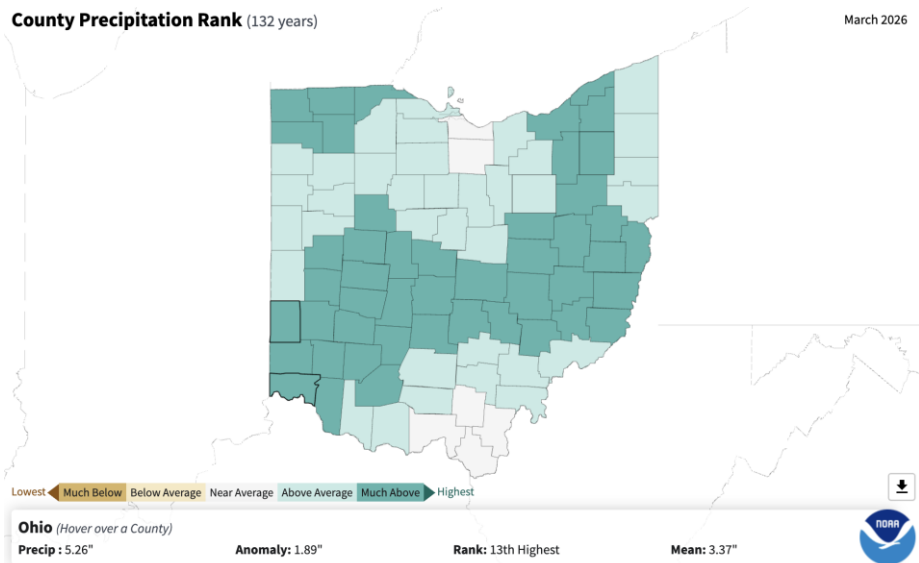 County Precipitation Rank (132 years)
March 2026
Lowest Much Below Below Average Near Average Above Average Much Above Highest
Ohio (Hover over a County)
Precip : 5.26" Anomaly: 1.89" Rank: 13th Highest Mean: 3.37"
NOAA